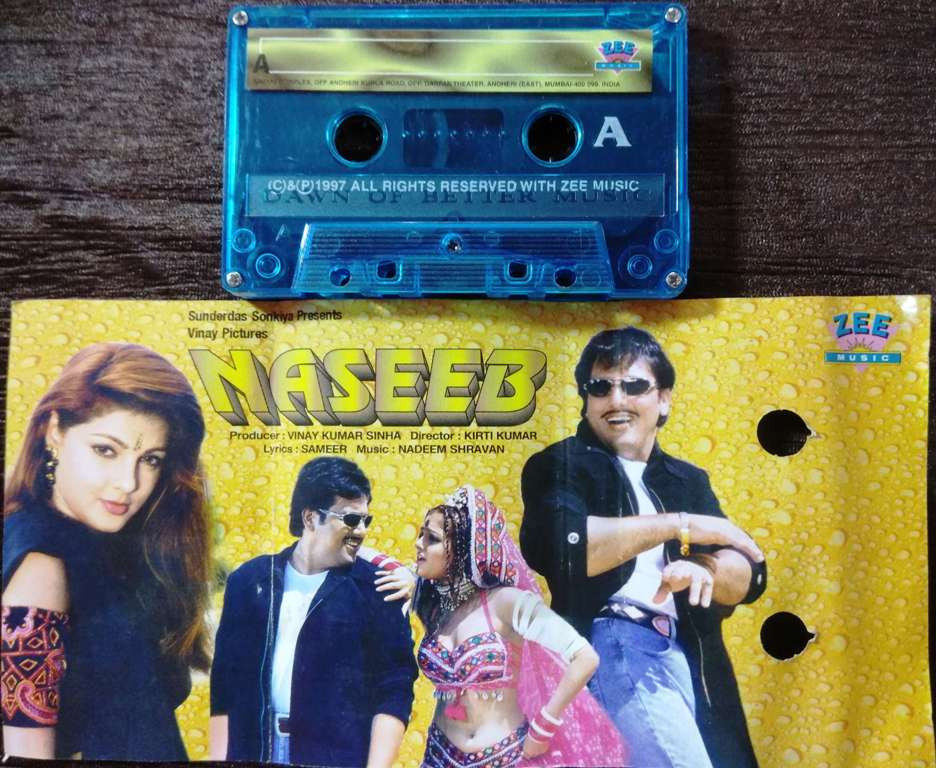 A
ZEE
MUSIC
(C)&(P)1997 ALL RIGHTS RESERVED WITH ZEE MUSIC
A
DAWN OF BETTER MUSIC
A
Sunderdas Sonkiya Presents
Vinay Pictures
ZEE
MUSIC
NASEEB
Producer : VINAY KUMAR SINHA Director : KIRTI KUMAR
Lyrics : SAMEER Music : NADEEM SHRAVAN